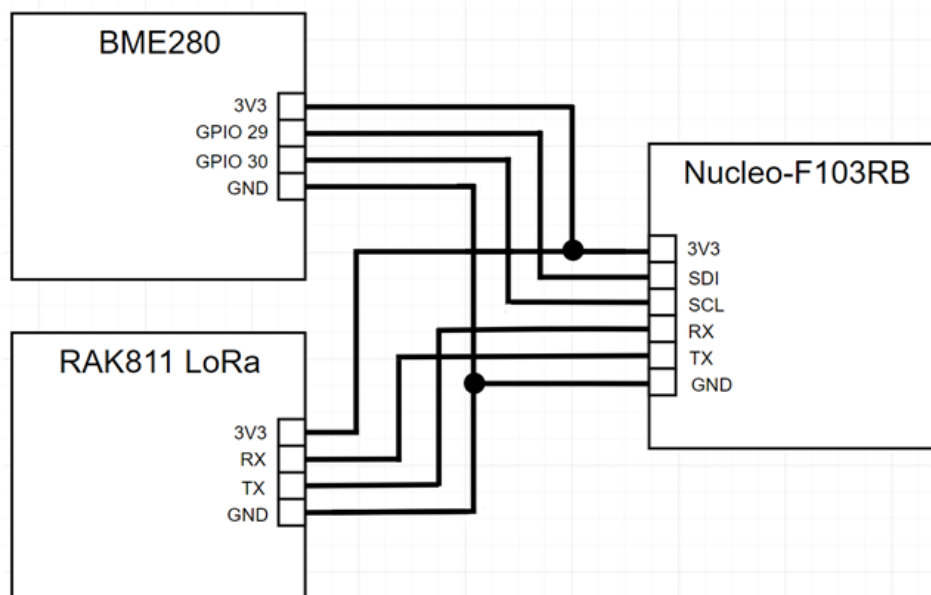 BME280
3V3
GPIO 29
GPIO 30
GND
Nucleo-F103RB
3V3
SDI
SCL
RX
TX
GND
RAK811 LoRa
3V3
RX
TX
GND